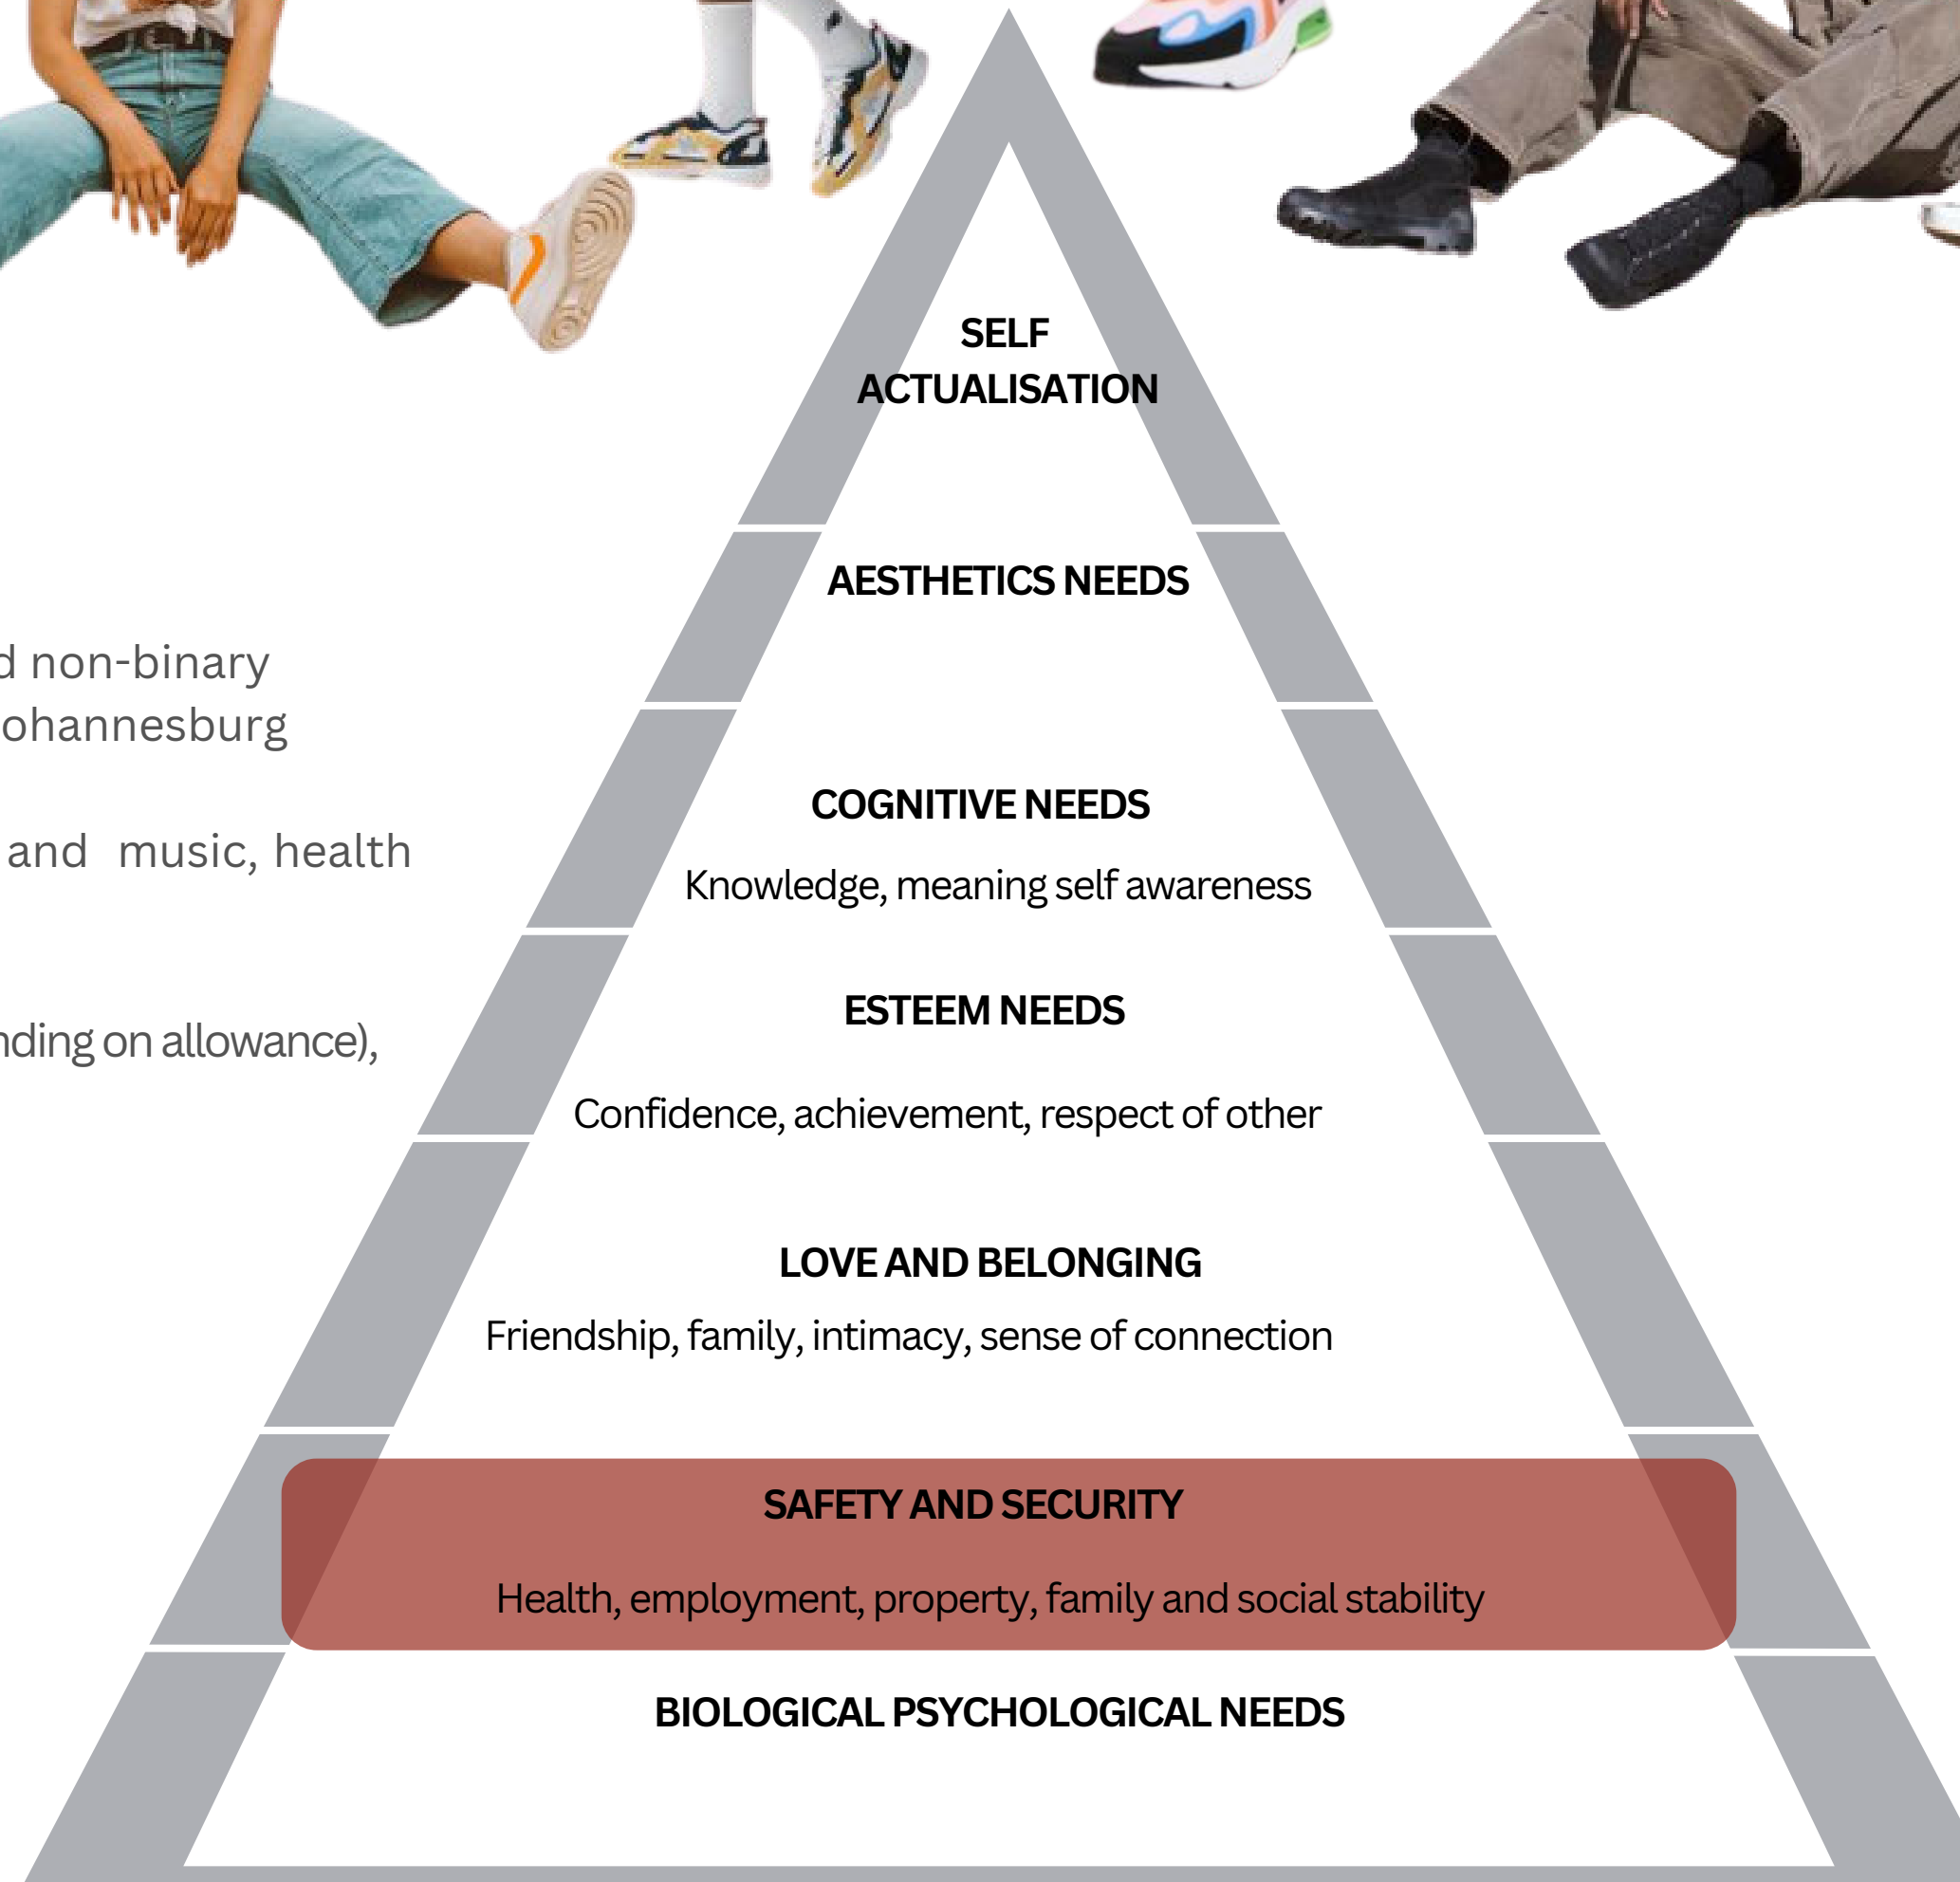 SELF
ACTUALISATION
AESTHETICS NEEDS
non-binary
and music, health
on allowance),
COGNITIVE NEEDS
Knowledge, meaning self awareness
ESTEEM NEEDS
Confidence, achievement, respect of other
LOVE AND BELONGING
Friendship, family, intimacy, sense of connection
SAFETY AND SECURITY
Health, employment, property, family and social stability
BIOLOGICAL PSYCHOLOGICAL NEEDS